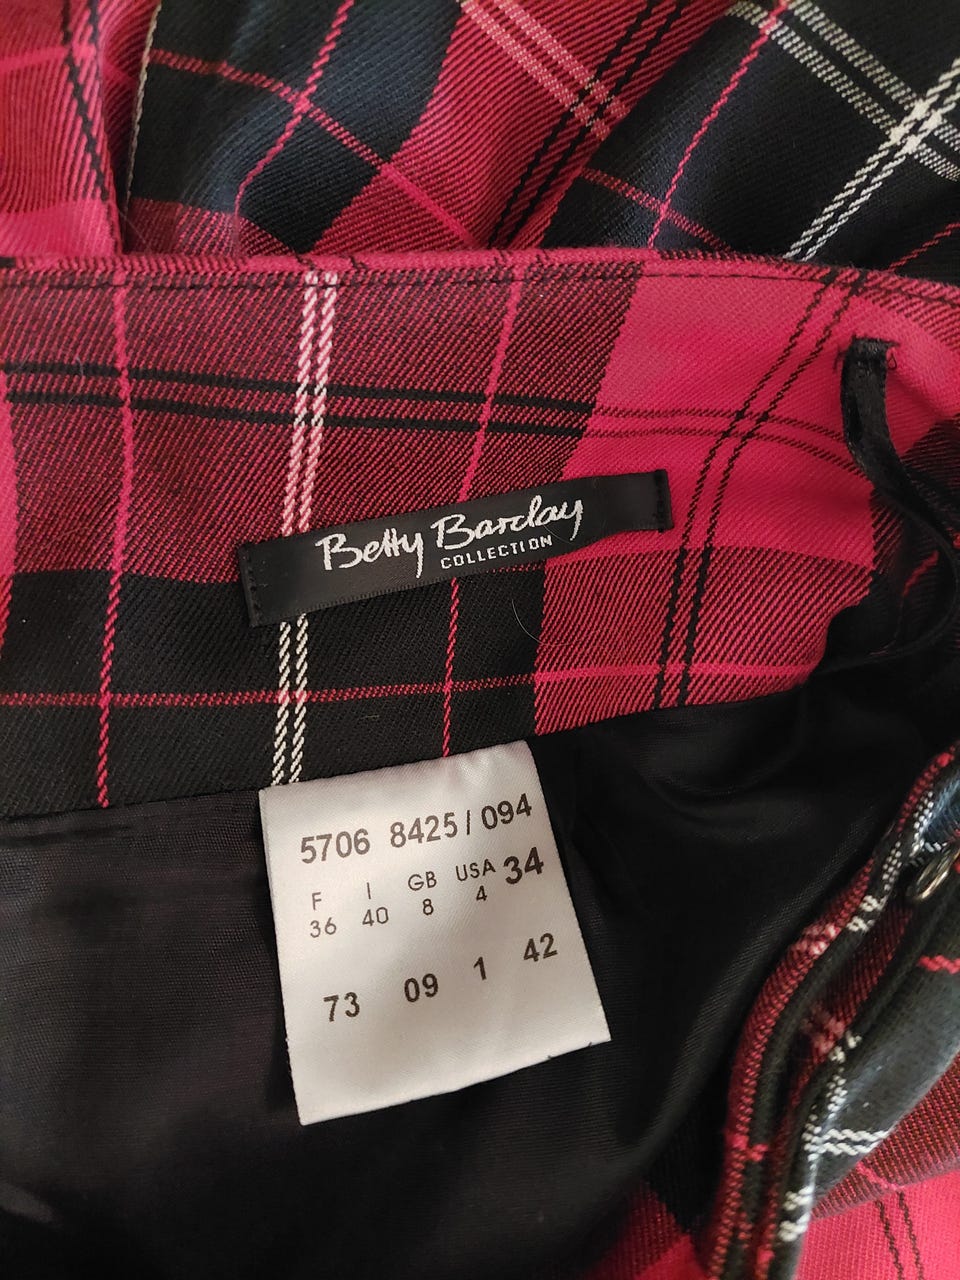 Betty Barclay
COLLECTION
5706 8425 / 094
F I GB USA 34
36 40 8 4
73 09 1 42